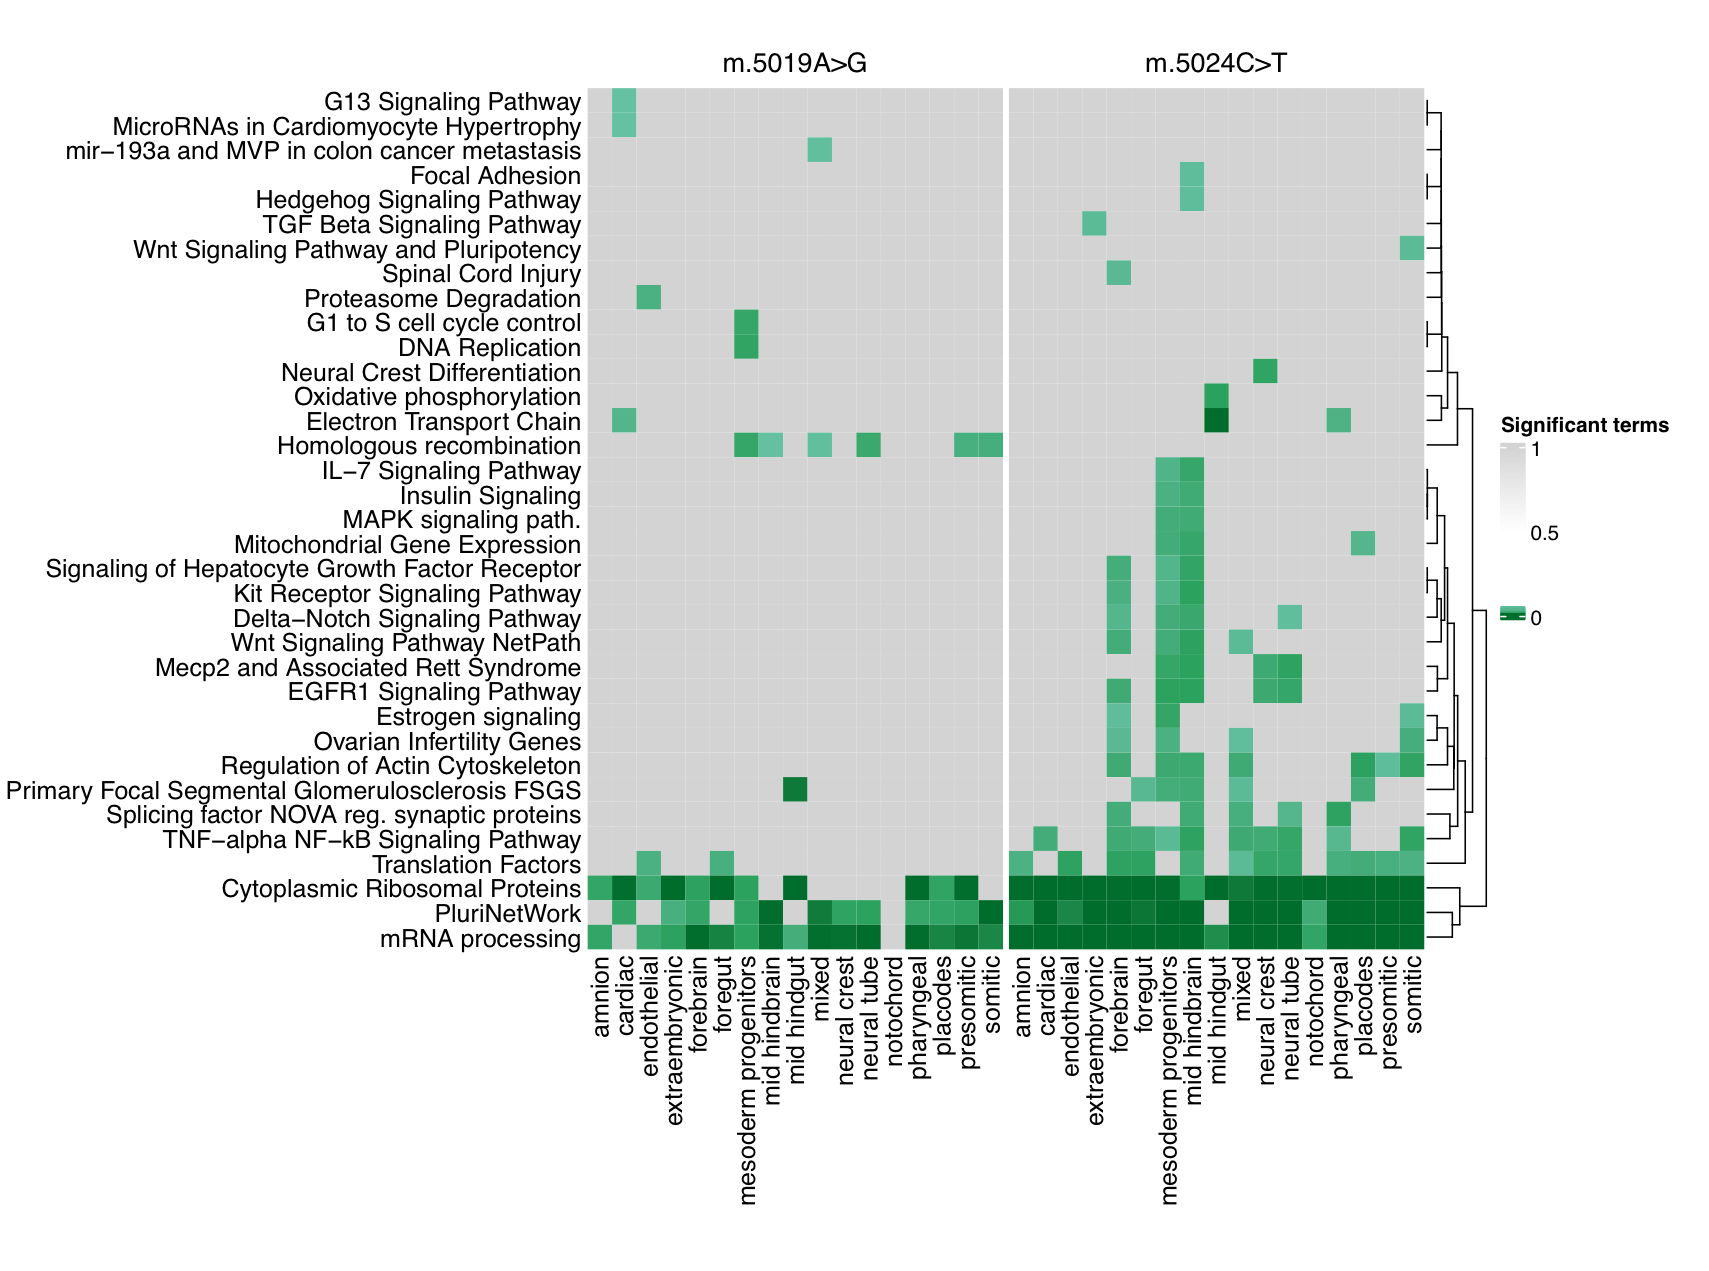 m.5019A>G
m.5024C>T
G13 Signaling Pathway
MicroRNAs in Cardiomyocyte Hypertrophy
mir−193a and MVP in colon cancer metastasis
Focal Adhesion
Hedgehog Signaling Pathway
TGF Beta Signaling Pathway
Wnt Signaling Pathway and Pluripotency
Spinal Cord Injury
Proteasome Degradation
G1 to S cell cycle control
DNA Replication
Neural Crest Differentiation
Oxidative phosphorylation
Electron Transport Chain
Homologous recombination
IL−7 Signaling Pathway
Insulin Signaling
MAPK signaling path.
Mitochondrial Gene Expression
Signaling of Hepatocyte Growth Factor Receptor
Kit Receptor Signaling Pathway
Delta−Notch Signaling Pathway
Wnt Signaling Pathway NetPath
Mecp2 and Associated Rett Syndrome
EGFR1 Signaling Pathway
Estrogen signaling
Ovarian Infertility Genes
Regulation of Actin Cytoskeleton
Primary Focal Segmental Glomerulosclerosis FSGS
Splicing factor NOVA reg. synaptic proteins
TNF−alpha NF−kB Signaling Pathway
Translation Factors
Cytoplasmic Ribosomal Proteins
PluriNetWork
mRNA processing
amnion
cardiac
endothelial
extraembryonic
forebrain
foregut
mesoderm progenitors
mid hindbrain
mid hindgut
mixed
neural crest
neural tube
notochord
pharyngeal
placodes
presomitic
somitic
amnion
cardiac
endothelial
extraembryonic
forebrain
foregut
mesoderm progenitors
mid hindbrain
mid hindgut
mixed
neural crest
neural tube
notochord
pharyngeal
placodes
presomitic
somitic
Significant terms
1
0.5
0